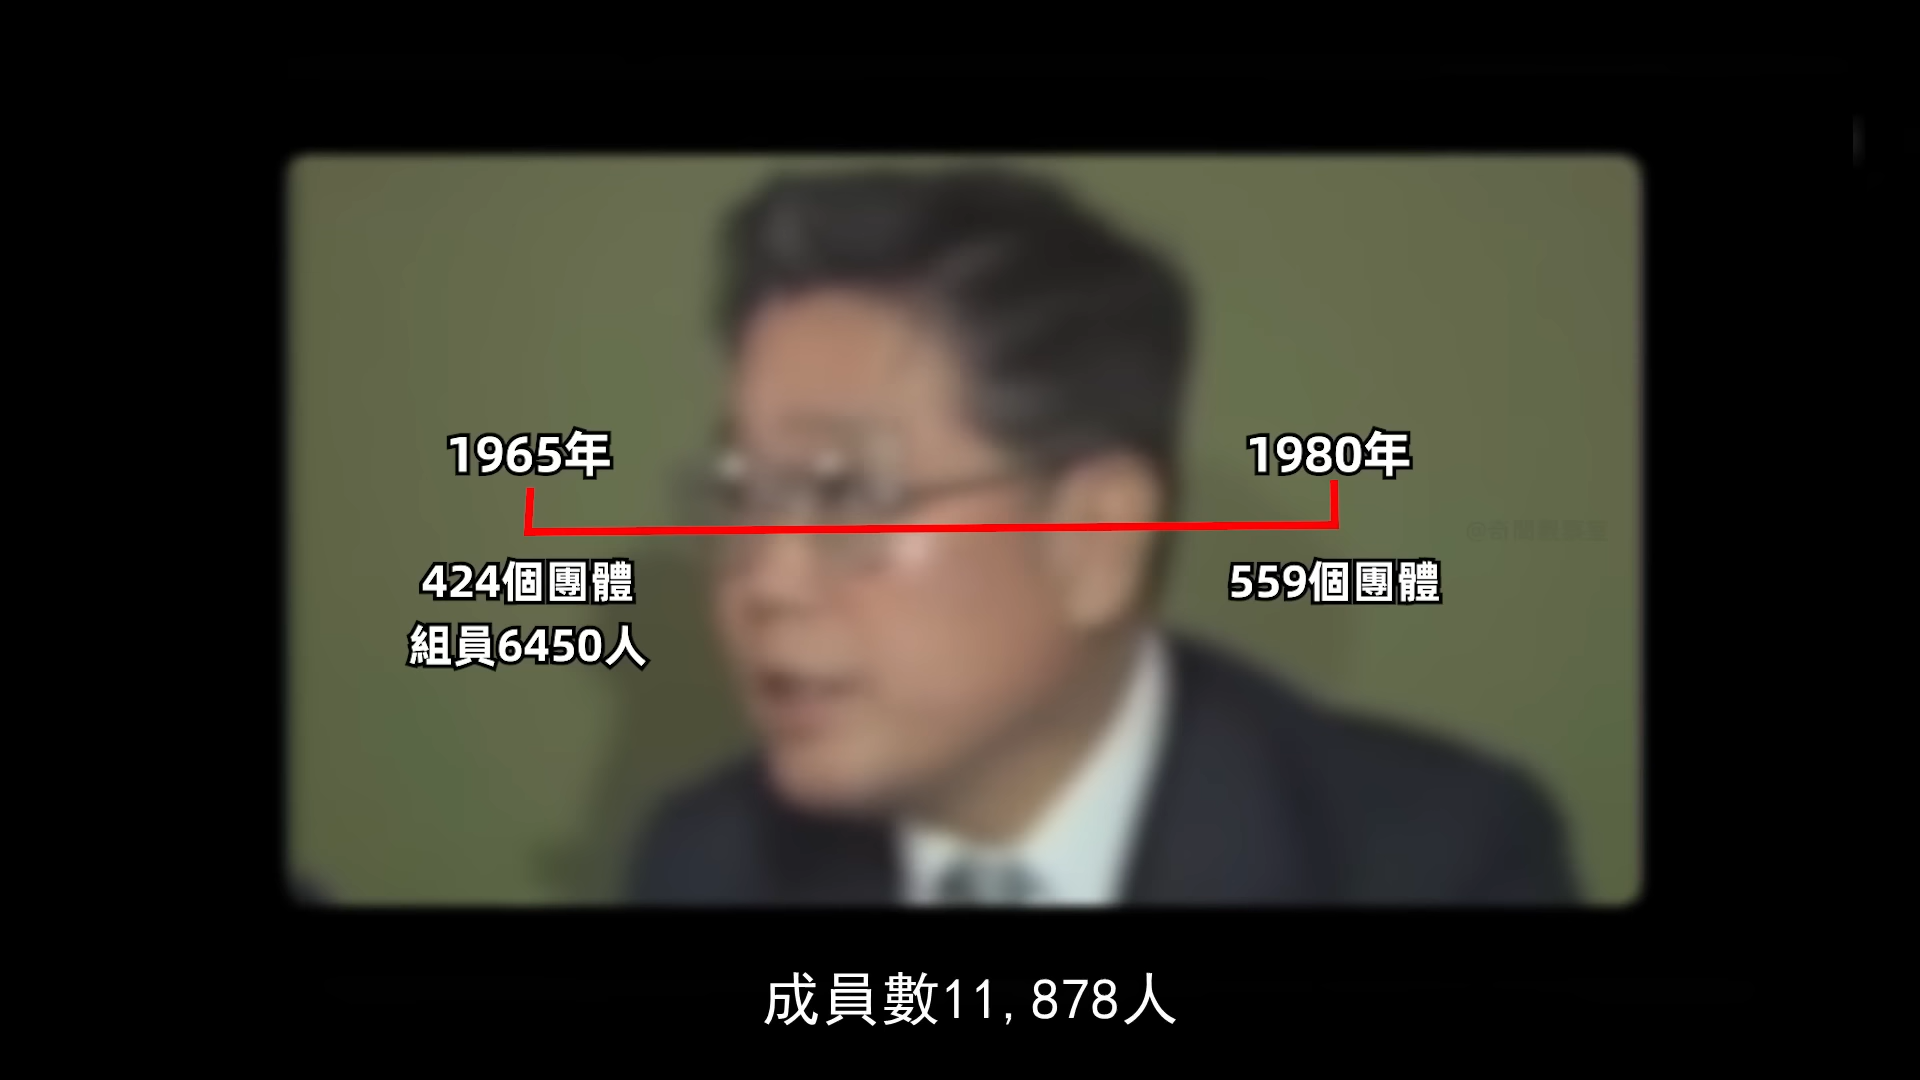 1965年
1980年
424個團體
組員6450人
559個團體
成員數11,878人